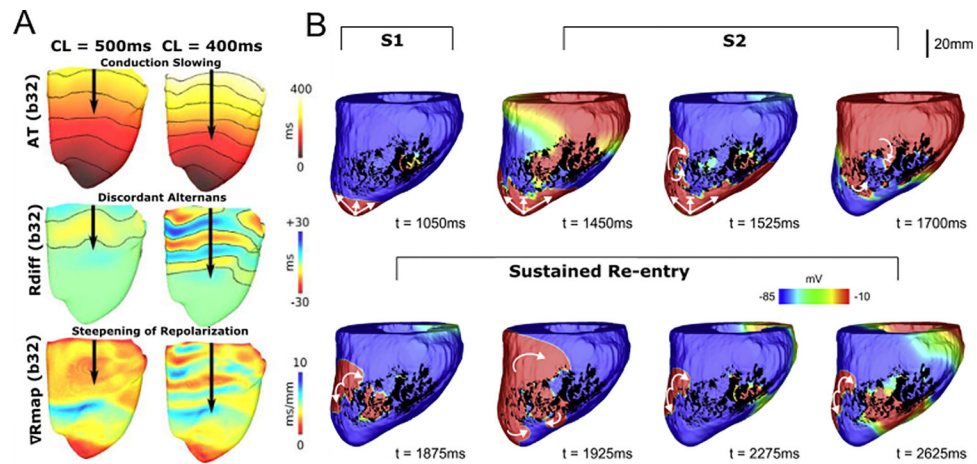 A
CL = 500ms CL = 400ms
Conduction Slowing
AT (b32)
400
ms
0
Discordant Alternans
Rdiff (b32)
+30
ms
-30
Steepening of Repolarization
∇Rmap (b32)
10
ms/mm
0
B
S1
S2
20mm
t = 1050ms
t = 1450ms
t = 1525ms
t = 1700ms
Sustained Re-entry
mV
-85
-10
t = 1875ms
t = 1925ms
t = 2275ms
t = 2625ms